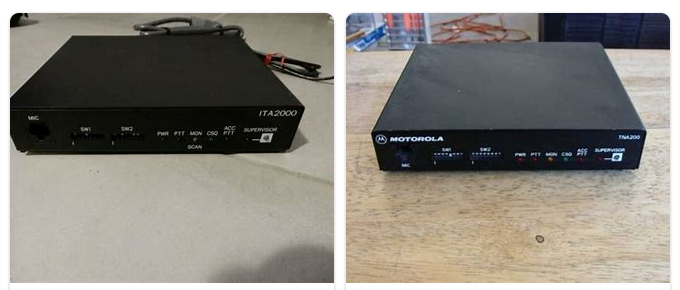 ITA2000
MIC
SW1
SW2
PWR PTT MON CSQ ACC PTT SUPERVISOR
SCAN
MOTOROLA
TNA200
MIC
SW1
SW2
PWR PTT MON CSQ ACC PTT SUPERVISOR